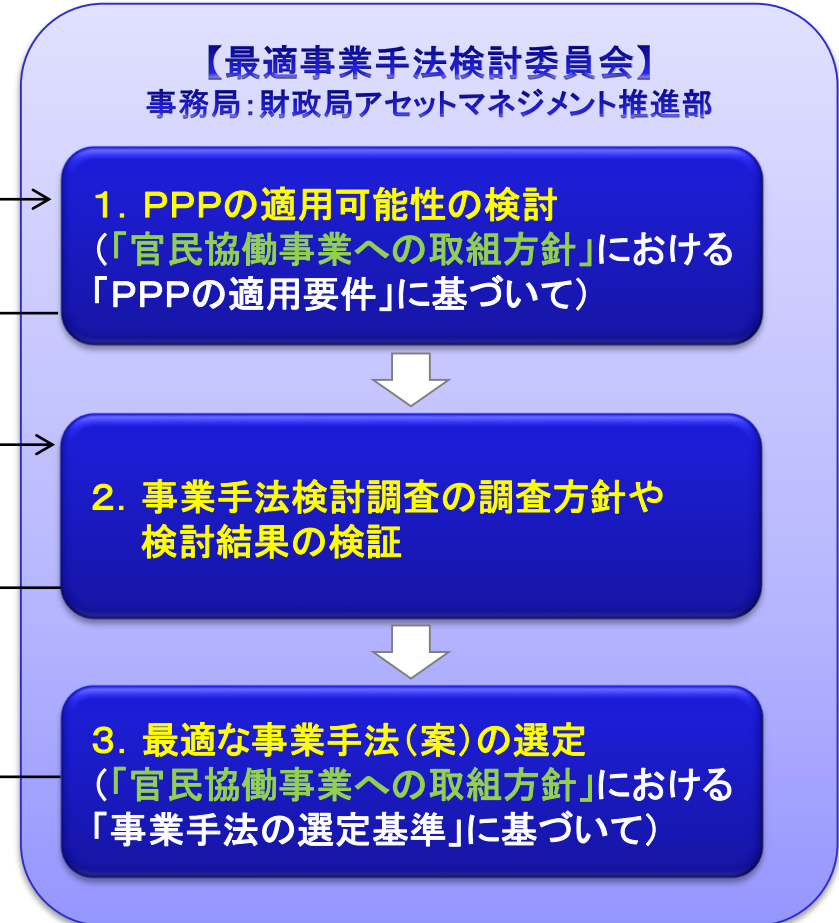 【最適事業手法検討委員会】
事務局：財政局アセットマネジメント推進部
１．ＰＰＰの適用可能性の検討
（「官民協働事業への取組方針」における
「ＰＰＰの適用要件」に基づいて）
２．事業手法検討調査の調査方針や
検討結果の検証
３．最適な事業手法（案）の選定
（「官民協働事業への取組方針」における
「事業手法の選定基準」に基づいて）